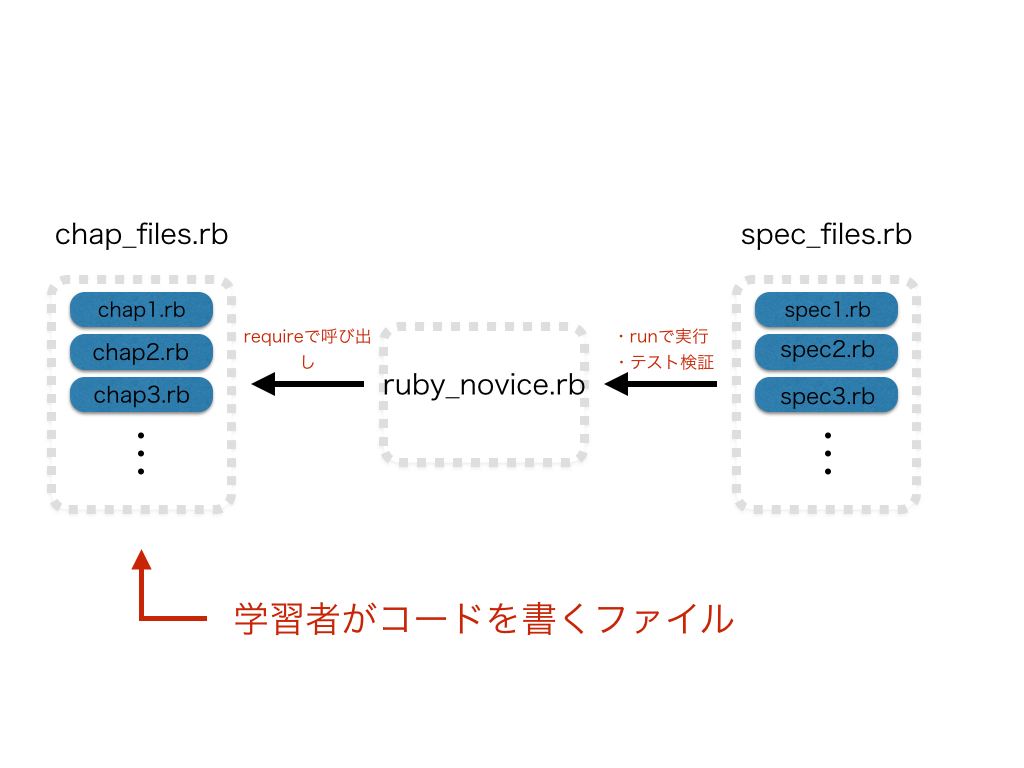 chap_files.rb
chap1.rb
chap2.rb
chap3.rb
requireで呼び出
し
ruby_novice.rb
・runで実行
・テスト検証
spec_files.rb
spec1.rb
spec2.rb
spec3.rb
学習者がコードを書くファイル